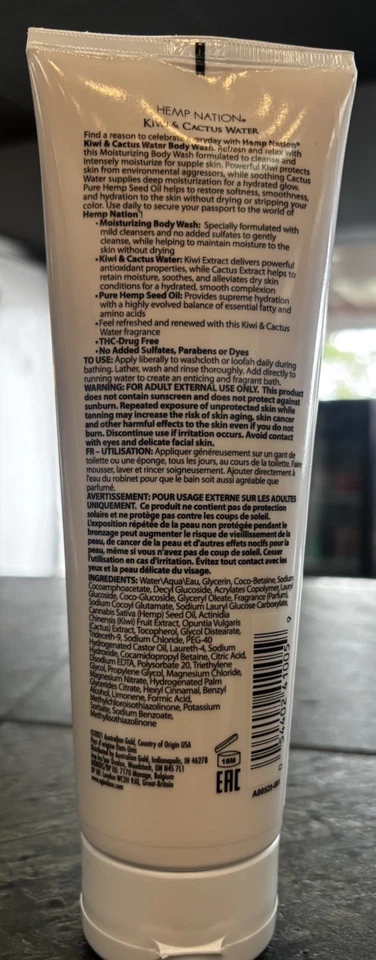 HEMP NATION®
KIWI & CACTUS WATER
Find a reason to celebrate everyday with Hemp Nation®
Kiwi & Cactus Water Body Wash. Refresh and relax with
this Moisturizing Body Wash formulated to cleanse and
intensely moisturize for supple skin. Powerful Kiwi protects
skin from environmental aggressors, while soothing Cactus
Water supplies deep moisturization for a hydrated glow.
Pure Hemp Seed Oil helps to restore softness, smoothness,
and hydration to the skin without drying or stripping your
color. Use daily to secure your passport to the world of
Hemp Nation®!
• Moisturizing Body Wash: Specially formulated with
mild cleansers and no added sulfates to gently
cleanse, while helping to maintain moisture to the
skin without drying
• Kiwi & Cactus Water: Kiwi Extract delivers powerful
antioxidant properties, while Cactus Extract helps to
retain moisture, soothes, and alleviates dry skin
conditions for a hydrated, smooth complexion
• Pure Hemp Seed Oil: Provides supreme hydration
with a highly evolved balance of essential fatty and
amino acids
• Feel refreshed and renewed with this Kiwi & Cactus
Water fragrance
• THC-Drug Free
• No Added Sulfates, Parabens or Dyes
TO USE: Apply liberally to washcloth or loofah daily during
bathing. Lather, wash and rinse thoroughly. Add directly to
running water to create an enticing and fragrant bath.
WARNING: FOR ADULT EXTERNAL USE ONLY. This product
does not contain sunscreen and does not protect against
sunburn. Repeated exposure of unprotected skin while
tanning may increase the risk of skin aging, skin cancer
and other harmful effects to the skin even if you do not
burn. Discontinue use if irritation occurs. Avoid contact
with eyes and delicate facial skin.
FR – UTILISATION: Appliquer généreusement sur un gant de
toilette ou une éponge, tous les jours, au cours de la toilette. Faire
mousser, laver et rincer soigneusement. Ajouter directement à
l'eau du robinet pour que le bain soit aussi agréable que
parfumé.
AVERTISSEMENT: POUR USAGE EXTERNE SUR LES ADULTES
UNIQUEMENT. Ce produit ne contient pas de protection
solaire et ne protège pas contre les coups de soleil.
L'exposition répétée de la peau non protégée pendant le
bronzage peut augmenter le risque de vieillissement de la
peau, de cancer de la peau et d'autres effets nocifs pour la
peau, même si vous n'avez pas de coup de soleil. Cesser
l'utilisation en cas d'irritation. Évitez tout contact avec les
yeux et la peau délicate du visage.
INGREDIENTS: Water\Aqua\Eau, Glycerin, Coco-Betaine, Sodium
Cocoamphoacetate, Decyl Glucoside, Acrylates Copolymer, Lauryl
Glucoside, Coco-Glucoside, Glyceryl Oleate, Fragrance (Parfum),
Sodium Cocoyl Glutamate, Sodium Lauryl Glucose Carboxylate,
Cannabis Sativa (Hemp) Seed Oil, Actinidia
Chinensis (Kiwi) Fruit Extract, Opuntia Vulgaris
(Cactus) Extract, Tocopherol, Glycol Distearate,
Trideceth-9, Sodium Chloride, PEG-40
Hydrogenated Castor Oil, Laureth-4, Sodium
Hydroxide, Cocamidopropyl Betaine, Citric Acid,
Disodium EDTA, Polysorbate 20, Triethylene
Glycol, Propylene Glycol, Magnesium Chloride,
Magnesium Nitrate, Hydrogenated Palm
Glycerides Citrate, Hexyl Cinnamal, Benzyl
Alcohol, Limonene, Formic Acid,
Methylchloroisothiazolinone, Potassium
Sorbate, Sodium Benzoate,
Methylisothiazolinone
Australian Gold, Country of Origin USA
Pays d'origine États-Unis
Distributed by Australian Gold, Indianapolis, IN 46278
Woodstock, ON N4S 7L1
7170 Manage, Belgium
London WC2H 9JQ, Great-Britain
18M
EAC